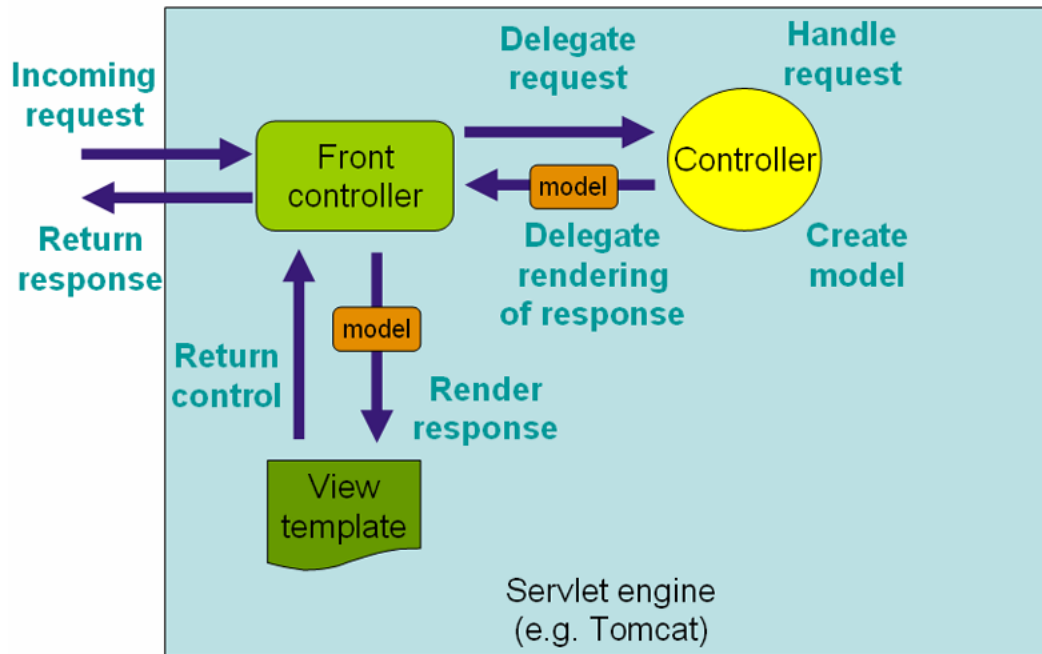 Incoming
request
Return
response
Front
controller
Delegate
request
Handle
request
Controller
model
Delegate
rendering
of response
Create
model
model
Return
control
Render
response
View
template
Servlet engine
(e.g. Tomcat)